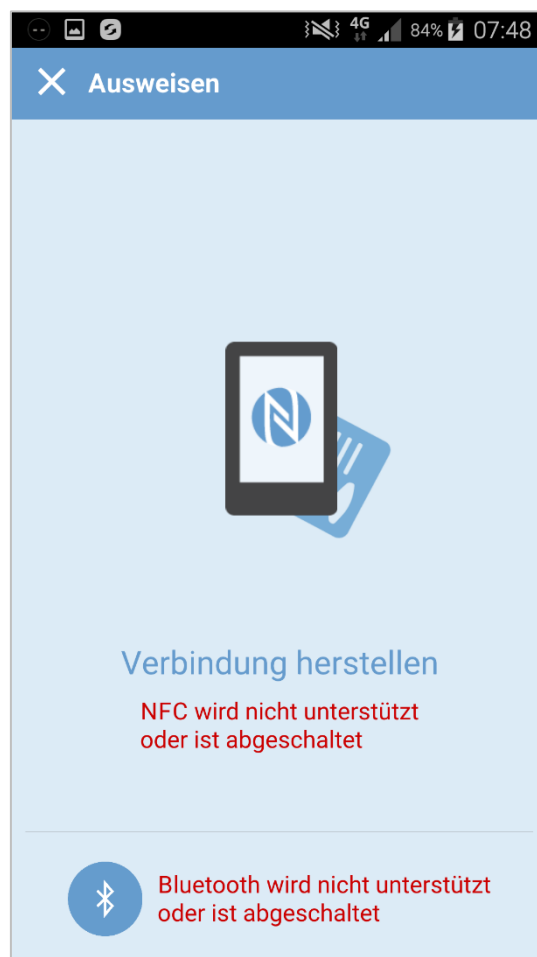 4G 84% 07:48
Ausweisen
Verbindung herstellen
NFC wird nicht unterstützt
oder ist abgeschaltet
Bluetooth wird nicht unterstützt
oder ist abgeschaltet